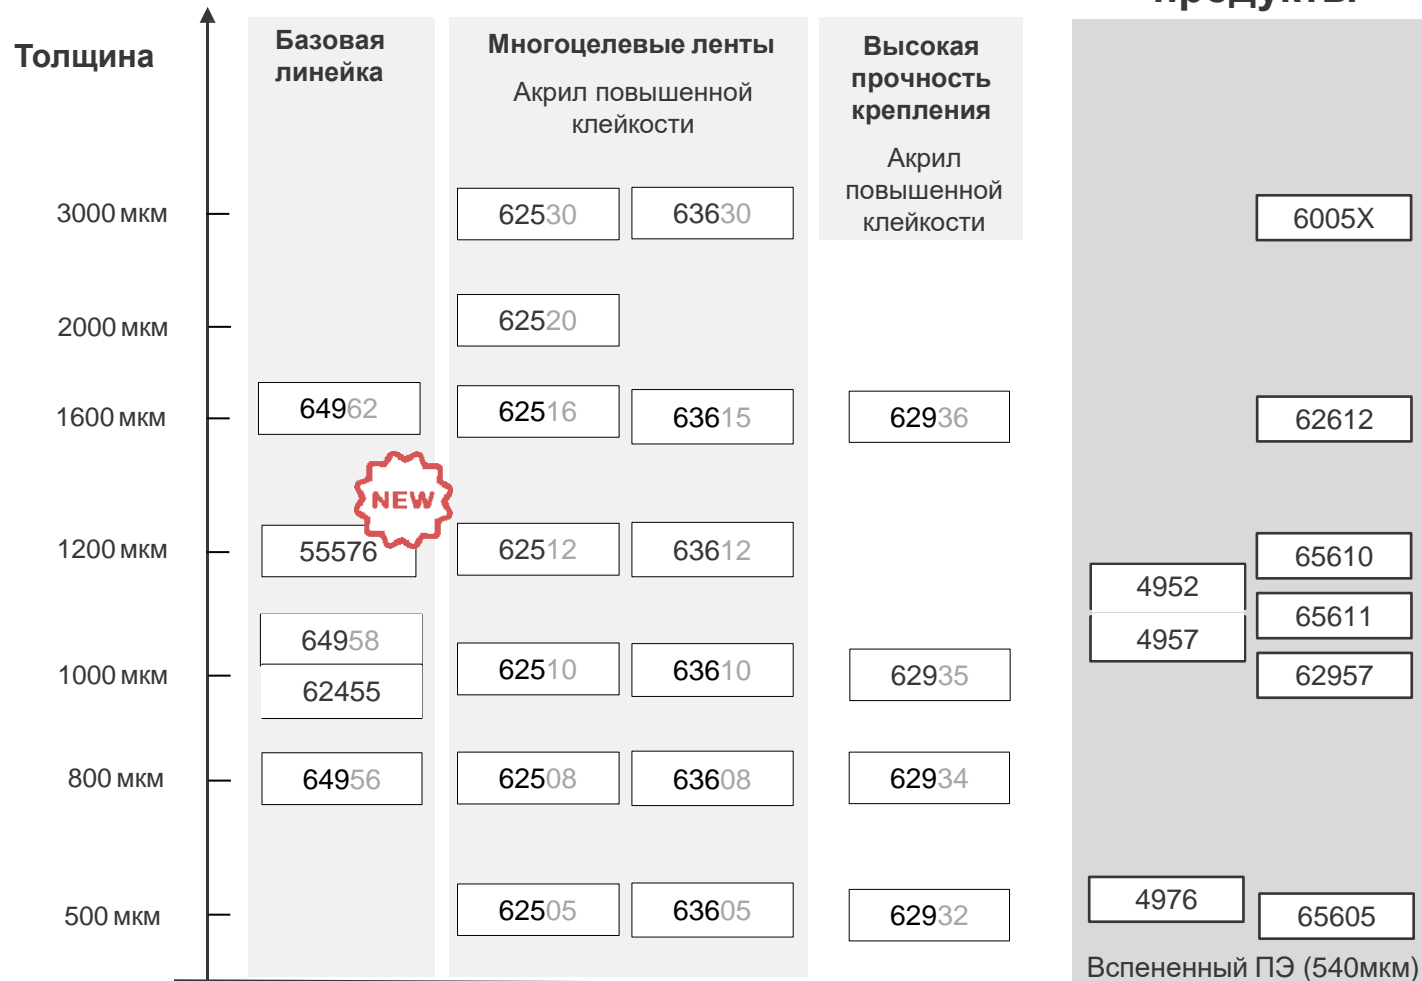 продукты
Толщина
Базовая
линейка
Многоцелевые ленты
Акрил повышенной
клейкости
Высокая
прочность
крепления
Акрил
повышенной
клейкости
3000 мкм
62530
63630
6005X
2000 мкм
62520
1600 мкм
64962
62516
63615
62936
62612
NEW
1200 мкм
55576
62512
63612
65610
4952
65611
64958
4957
1000 мкм
62455
62510
63610
62935
62957
800 мкм
64956
62508
63608
62934
500 мкм
62505
63605
62932
4976
65605
Вспененный ПЭ (540мкм)